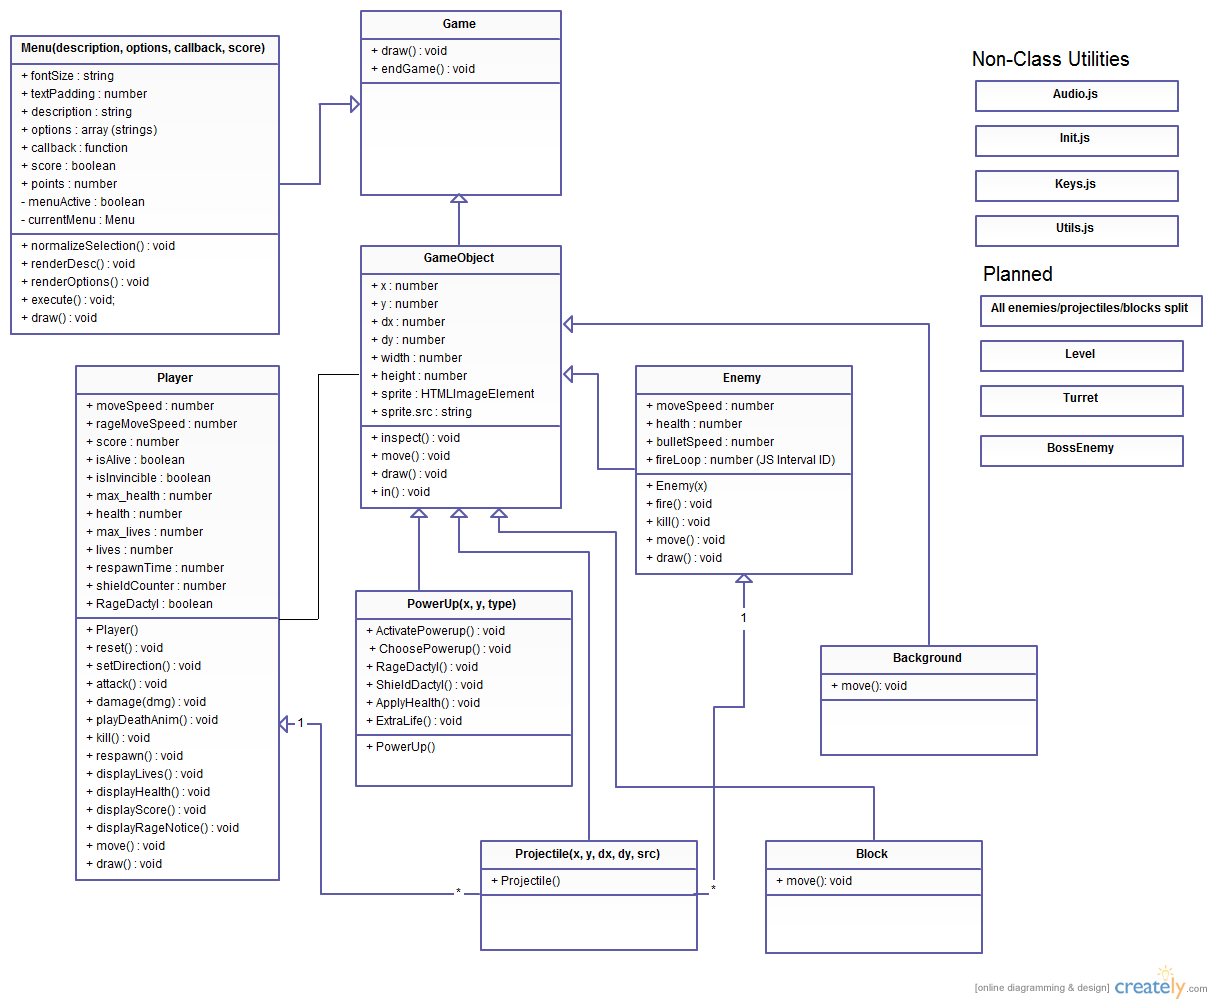 Game
+ draw() : void
+ endGame() : void
Menu(description, options, callback, score)
+ fontSize : string
+ textPadding : number
+ description : string
+ options : array (strings)
+ callback : function
+ score : boolean
+ points : number
- menuActive : boolean
- currentMenu : Menu
+ normalizeSelection() : void
+ renderDesc() : void
+ renderOptions() : void
+ execute() : void;
+ draw() : void
GameObject
+ x : number
+ y : number
+ dx : number
+ dy : number
+ width : number
+ height : number
+ sprite : HTMLImageElement
+ sprite.src : string
+ inspect() : void
+ move() : void
+ draw() : void
+ in() : void
Player
+ moveSpeed : number
+ rageMoveSpeed : number
+ score : number
+ isAlive : boolean
+ isInvincible : boolean
+ max_health : number
+ health : number
+ max_lives : number
+ lives : number
+ respawnTime : number
+ shieldCounter : number
+ RageDactyl : boolean
+ Player()
+ reset() : void
+ setDirection() : void
+ attack() : void
+ damage(dmg) : void
+ playDeathAnim() : void
+ kill() : void
+ respawn() : void
+ displayLives() : void
+ displayHealth() : void
+ displayScore() : void
+ displayRageNotice() : void
+ move() : void
+ draw() : void
1
*
Enemy
+ moveSpeed : number
+ health : number
+ bulletSpeed : number
+ fireLoop : number (JS Interval ID)
+ Enemy(x)
+ fire() : void
+ kill() : void
+ move() : void
+ draw() : void
1
*
PowerUp(x, y, type)
+ ActivatePowerup() : void
+ ChoosePowerup() : void
+ RageDactyl() : void
+ ShieldDactyl() : void
+ ApplyHealth() : void
+ ExtraLife() : void
+ PowerUp()
Projectile(x, y, dx, dy, src)
+ Projectile()
Background
+ move(): void
Block
+ move(): void
Non-Class Utilities
Audio.js
Init.js
Keys.js
Utils.js
Planned
All enemies/projectiles/blocks split
Level
Turret
BossEnemy
[online diagramming & design] creately.com